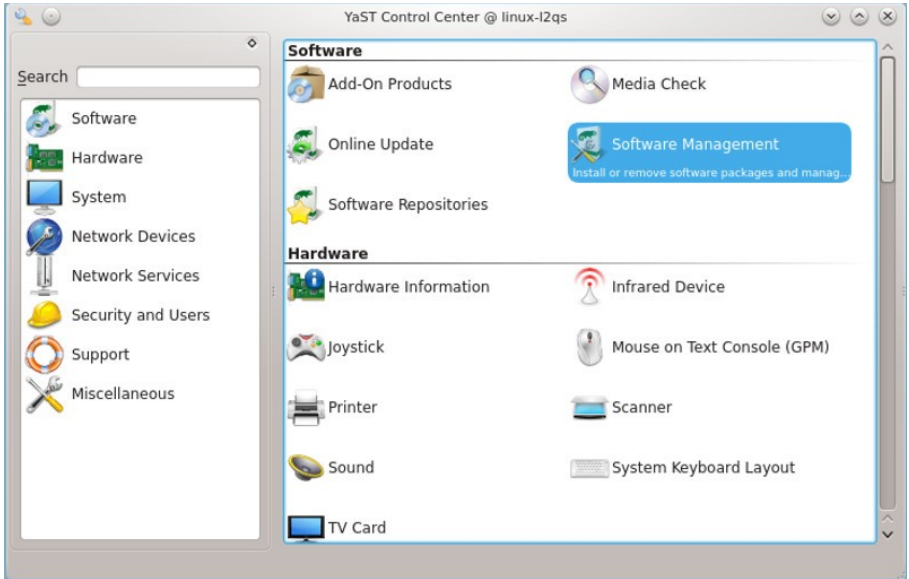 YaST Control Center @ linux-l2qs
Search
Software
Hardware
System
Network Devices
Network Services
Security and Users
Support
Miscellaneous
Software
Add-On Products
Media Check
Online Update
Software Management
Install or remove software packages and manag...
Software Repositories
Hardware
Hardware Information
Infrared Device
Joystick
Mouse on Text Console (GPM)
Printer
Scanner
Sound
System Keyboard Layout
TV Card